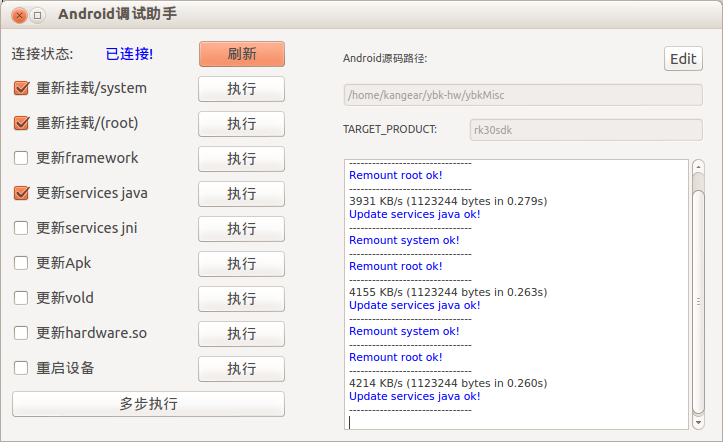 Android调试助手
连接状态: 已连接! 刷新
重新挂载/system 执行
重新挂载/(root) 执行
更新framework 执行
更新services java 执行
更新services jni 执行
更新Apk 执行
更新vold 执行
更新hardware.so 执行
重启设备 执行
多步执行
Android源码路径: Edit
/home/kangear/ybk-hw/ybkMisc
TARGET_PRODUCT: rk30sdk
--------------------------------
Remount root ok!
--------------------------------
3931 KB/s (1123244 bytes in 0.279s)
Update services java ok!
--------------------------------
Remount system ok!
--------------------------------
Remount root ok!
--------------------------------
4155 KB/s (1123244 bytes in 0.263s)
Update services java ok!
--------------------------------
Remount system ok!
--------------------------------
Remount root ok!
--------------------------------
4214 KB/s (1123244 bytes in 0.260s)
Update services java ok!
--------------------------------